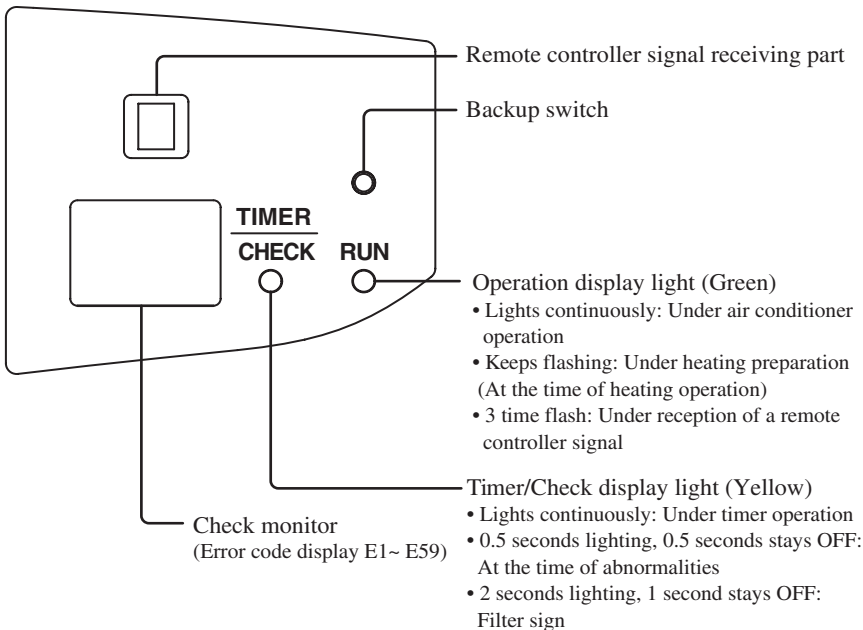 Remote controller signal receiving part
Backup switch
TIMER
CHECK RUN
Operation display light (Green)
• Lights continuously: Under air conditioner
operation
• Keeps flashing: Under heating preparation
(At the time of heating operation)
• 3 time flash: Under reception of a remote
controller signal
Timer/Check display light (Yellow)
• Lights continuously: Under timer operation
• 0.5 seconds lighting, 0.5 seconds stays OFF:
At the time of abnormalities
• 2 seconds lighting, 1 second stays OFF:
Filter sign
Check monitor
(Error code display E1~ E59)